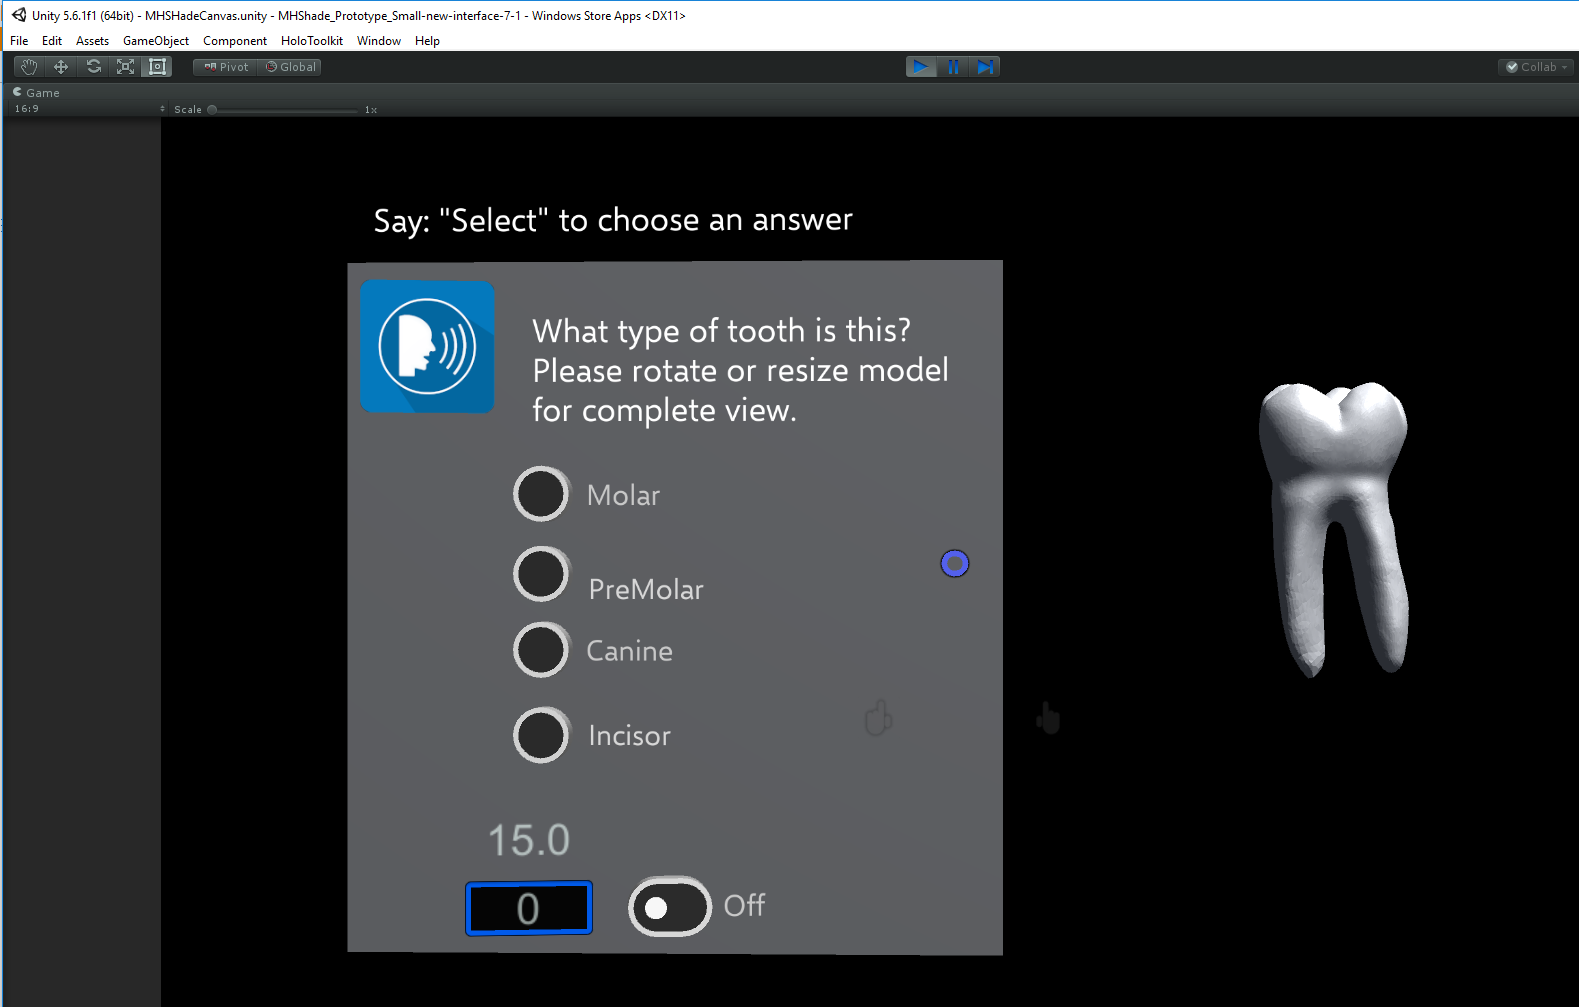 Unity 5.6.1f1 (64bit) - MHSHadeCanvas.unity - MHShade_Prototype_Small-new-interface-7-1 - Windows Store Apps <DX11>
File Edit Assets GameObject Component HoloToolkit Window Help
Pivot Global Collab
Game
16:9 Scale 1x
Say: "Select" to choose an answer
What type of tooth is this?
Please rotate or resize model
for complete view.
Molar
PreMolar
Canine
Incisor
15.0
0 Off